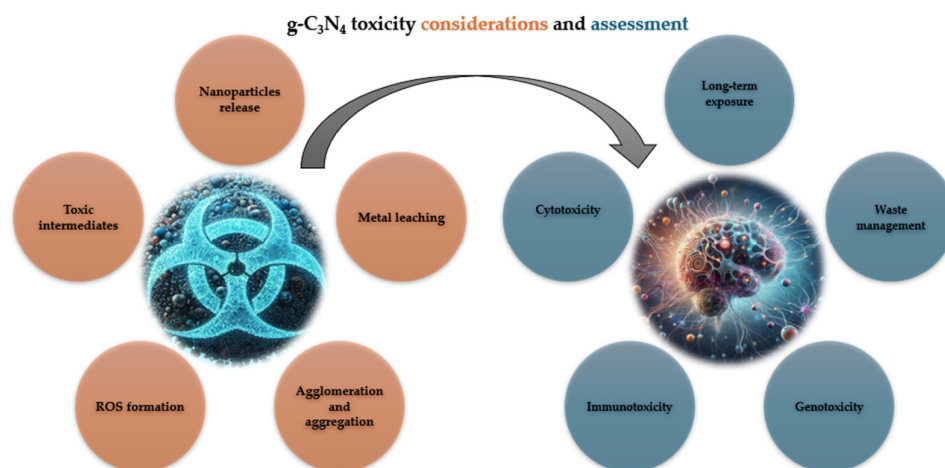 g-C₃N₄ toxicity considerations and assessment
Nanoparticles
release
Toxic
intermediates
Metal leaching
ROS formation
Agglomeration
and
aggregation
Long-term
exposure
Cytotoxicity
Waste
management
Immunotoxicity
Genotoxicity